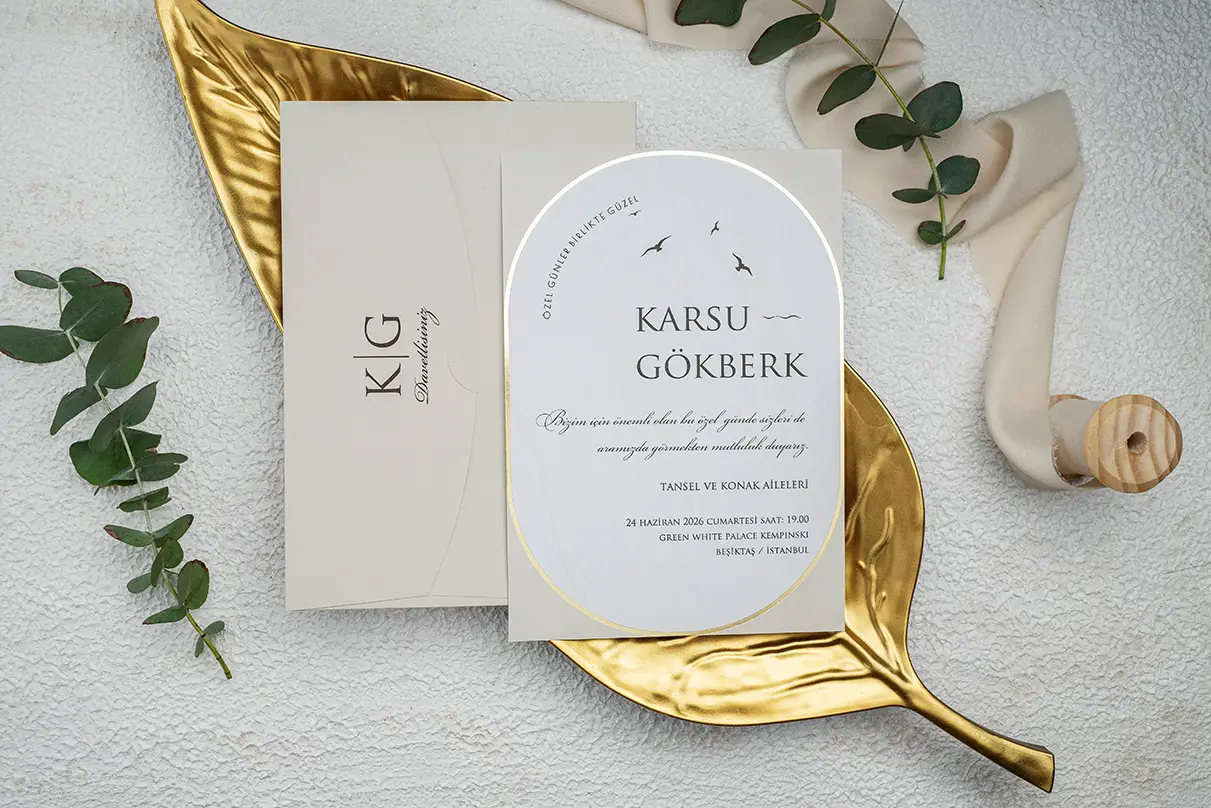 K|G
Davetlisiniz
ÖZEL GÜNLER BİRLİKTE GÜZEL
KARSU
GÖKBERK
Bizim için önemli olan bu özel günde sizleri de
aramızda görmekten mutluluk duyarız.
TANSEL VE KONAK AİLELERİ
24 HAZİRAN 2026 CUMARTESİ SAAT: 19.00
GREEN WHITE PALACE KEMPINSKI
BEŞİKTAŞ / İSTANBUL